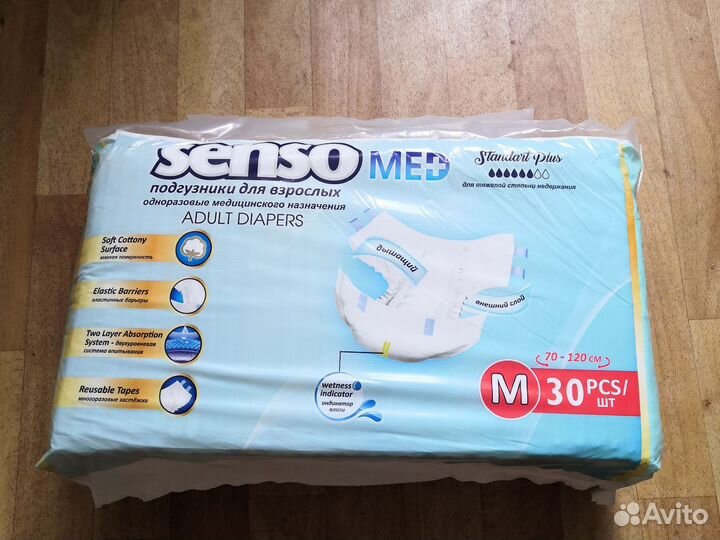 senso MED
подгузники для взрослых
одноразовые медицинского назначения
ADULT DIAPERS
Standart Plus
для тяжелой степени недержания
Soft Cottony
Surface
мягкая поверхность
Elastic Barriers
эластичные барьеры
Two Layer Absorption
System - двухуровневая
система впитывания
Reusable Tapes
многоразовые застёжки
дышащий
внешний слой
wetness
indicator
индикатор
влаги
70 - 120 см
M 30 PCS/
шт
Avito